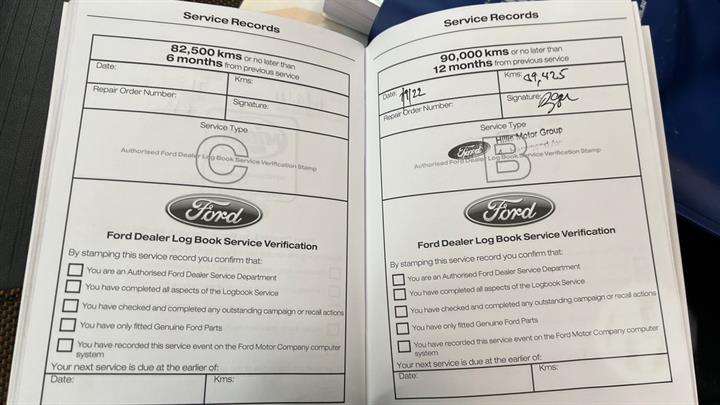 Service Records
82,500 kms or no later than
6 months from previous service
Date:
Kms:
Repair Order Number:
Signature:
Service Type
C
Authorised Ford Dealer Log Book Service Verification Stamp
Ford
Ford Dealer Log Book Service Verification
By stamping this service record you confirm that:
You are an Authorised Ford Dealer Service Department
You have completed all aspects of the Logbook Service
You have checked and completed any outstanding campaign or recall actions
You have only fitted Genuine Ford Parts
You have recorded this service event on the Ford Motor Company computer
system
Your next service is due at the earlier of:
Date:
Kms:
Service Records
90,000 kms or no later than
12 months from previous service
Date:
Kms:
Repair Order Number:
Signature:
Service Type
Ford
Motor Group
B
Authorised Ford Dealer Log Book Service Verification Stamp
Ford
Ford Dealer Log Book Service Verification
By stamping this service record you confirm that:
You are an Authorised Ford Dealer Service Department
You have completed all aspects of the Logbook Service
You have checked and completed any outstanding campaign or recall actions
You have only fitted Genuine Ford Parts
You have recorded this service event on the Ford Motor Company computer
system
Your next service is due at the earlier of:
Date:
Kms: